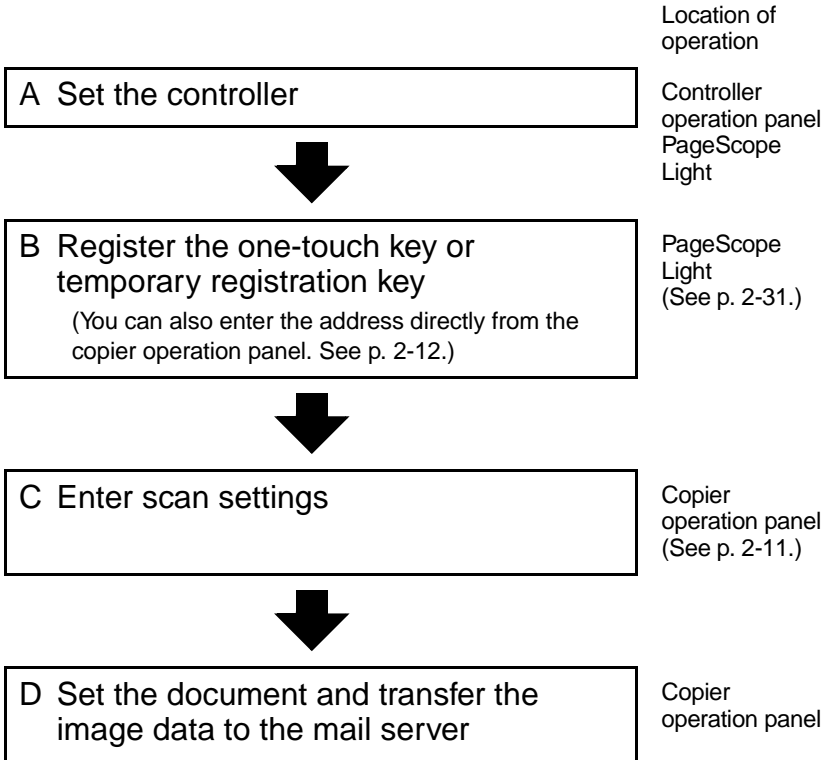 Location of
operation
A Set the controller
Controller
operation panel
PageScope
Light
B Register the one-touch key or
temporary registration key
(You can also enter the address directly from the
copier operation panel. See p. 2-12.)
PageScope
Light
(See p. 2-31.)
C Enter scan settings
Copier
operation panel
(See p. 2-11.)
D Set the document and transfer the
image data to the mail server
Copier
operation panel